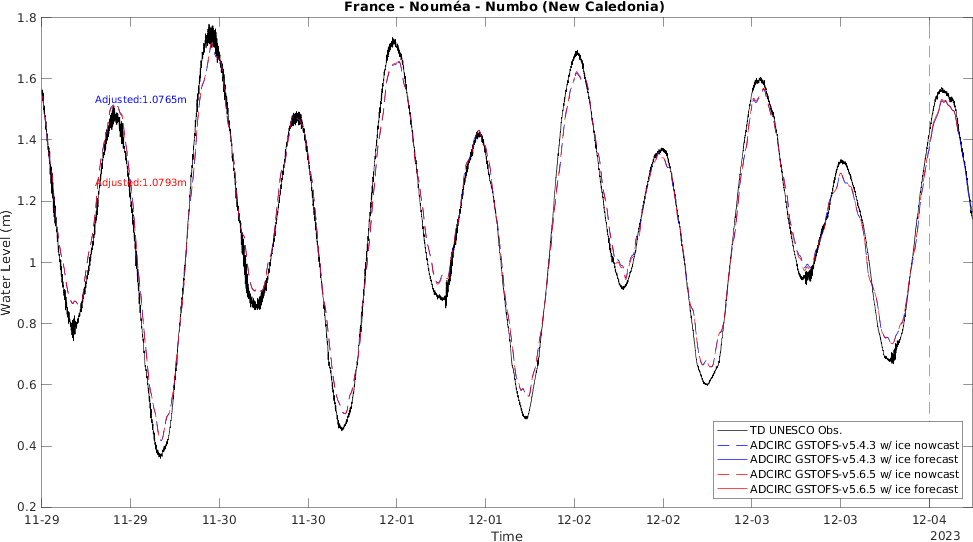 France - Nouméa - Numbo (New Caledonia)
1.8
1.6
1.4
1.2
1
0.8
0.6
0.4
0.2
Water Level (m)
Adjusted:1.0765m
Adjusted:1.0793m
TD UNESCO Obs.
ADCIRC GSTOFS-v5.4.3 w/ ice nowcast
ADCIRC GSTOFS-v5.4.3 w/ ice forecast
ADCIRC GSTOFS-v5.6.5 w/ ice nowcast
ADCIRC GSTOFS-v5.6.5 w/ ice forecast
11-29 11-29 11-30 11-30 12-01 12-01 12-02 12-02 12-03 12-03 12-04
2023
Time